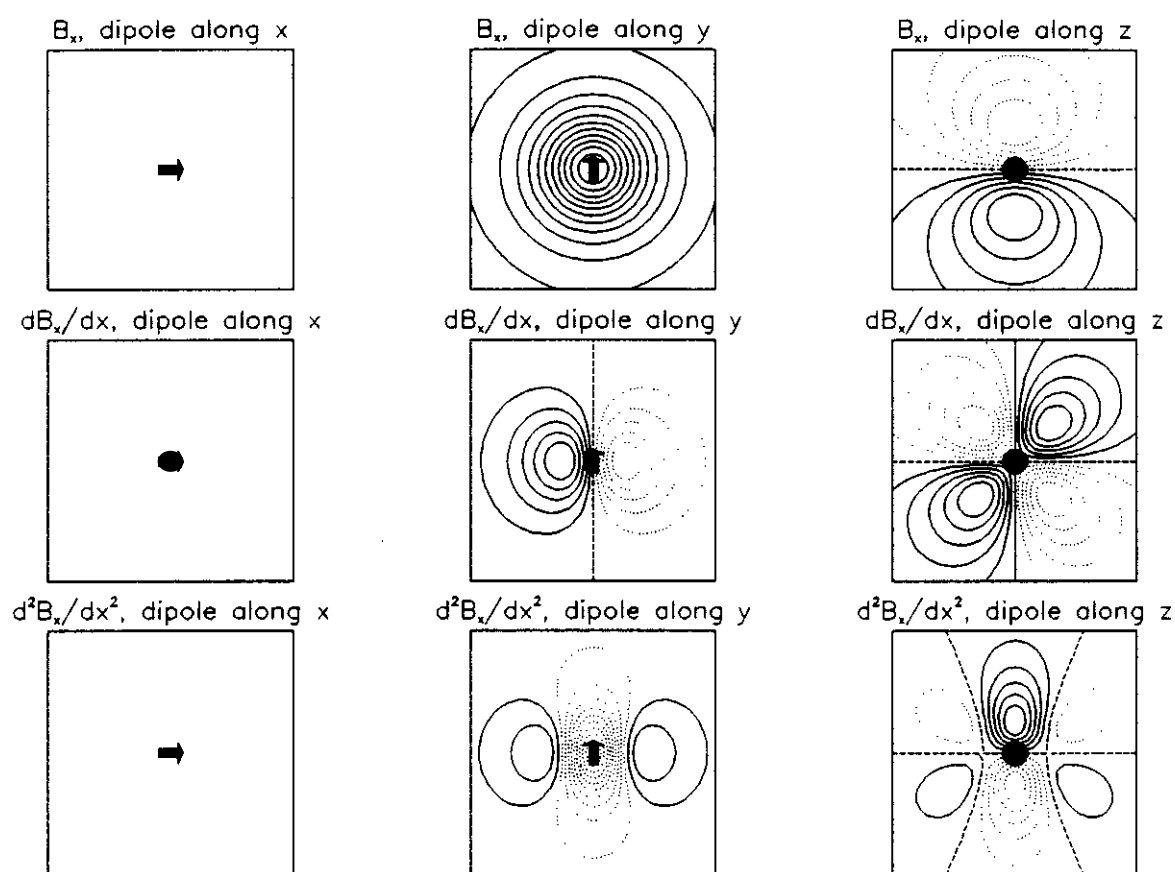 Bₓ, dipole along x
Bₓ, dipole along y
Bₓ, dipole along z
dBₓ/dx, dipole along x
dBₓ/dx, dipole along y
dBₓ/dx, dipole along z
d²Bₓ/dx², dipole along x
d²Bₓ/dx², dipole along y
d²Bₓ/dx², dipole along z